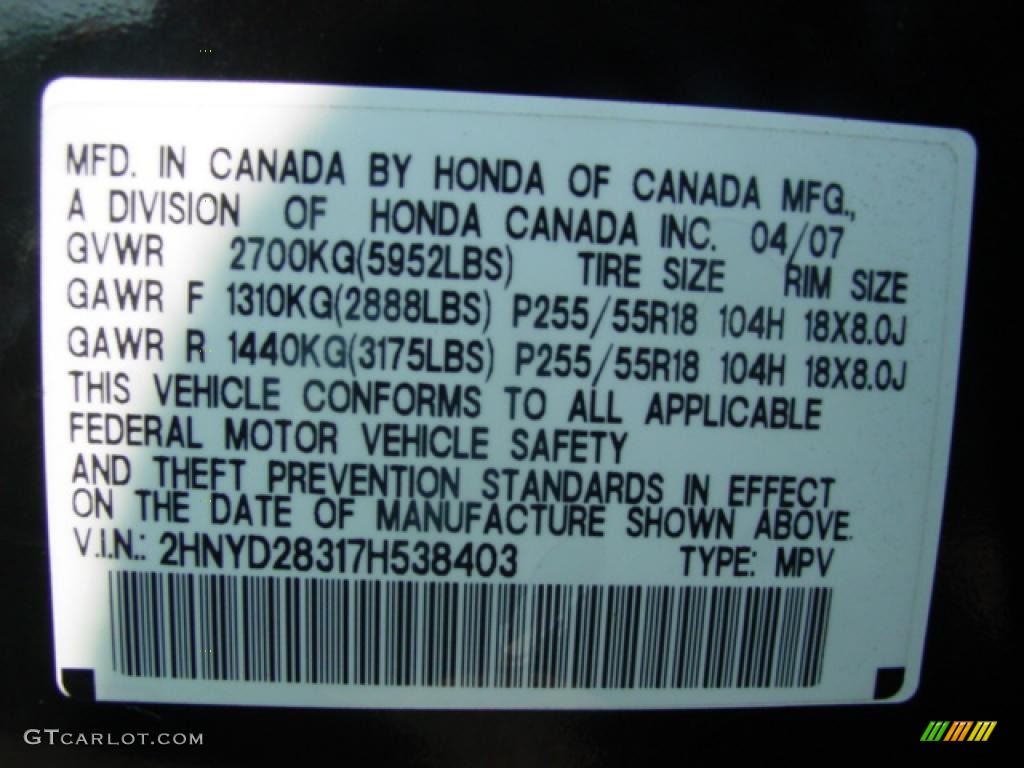 MFD. IN CANADA BY HONDA OF CANADA MFG.,
A DIVISION OF HONDA CANADA INC. 04/07
GVWR 2700KG(5952LBS) TIRE SIZE RIM SIZE
GAWR F 1310KG(2888LBS) P255/55R18 104H 18X8.0J
GAWR R 1440KG(3175LBS) P255/55R18 104H 18X8.0J
THIS VEHICLE CONFORMS TO ALL APPLICABLE
FEDERAL MOTOR VEHICLE SAFETY
AND THEFT PREVENTION STANDARDS IN EFFECT
ON THE DATE OF MANUFACTURE SHOWN ABOVE.
V.I.N.: 2HNYD28317H538403 TYPE: MPV
GTCARLOT.COM